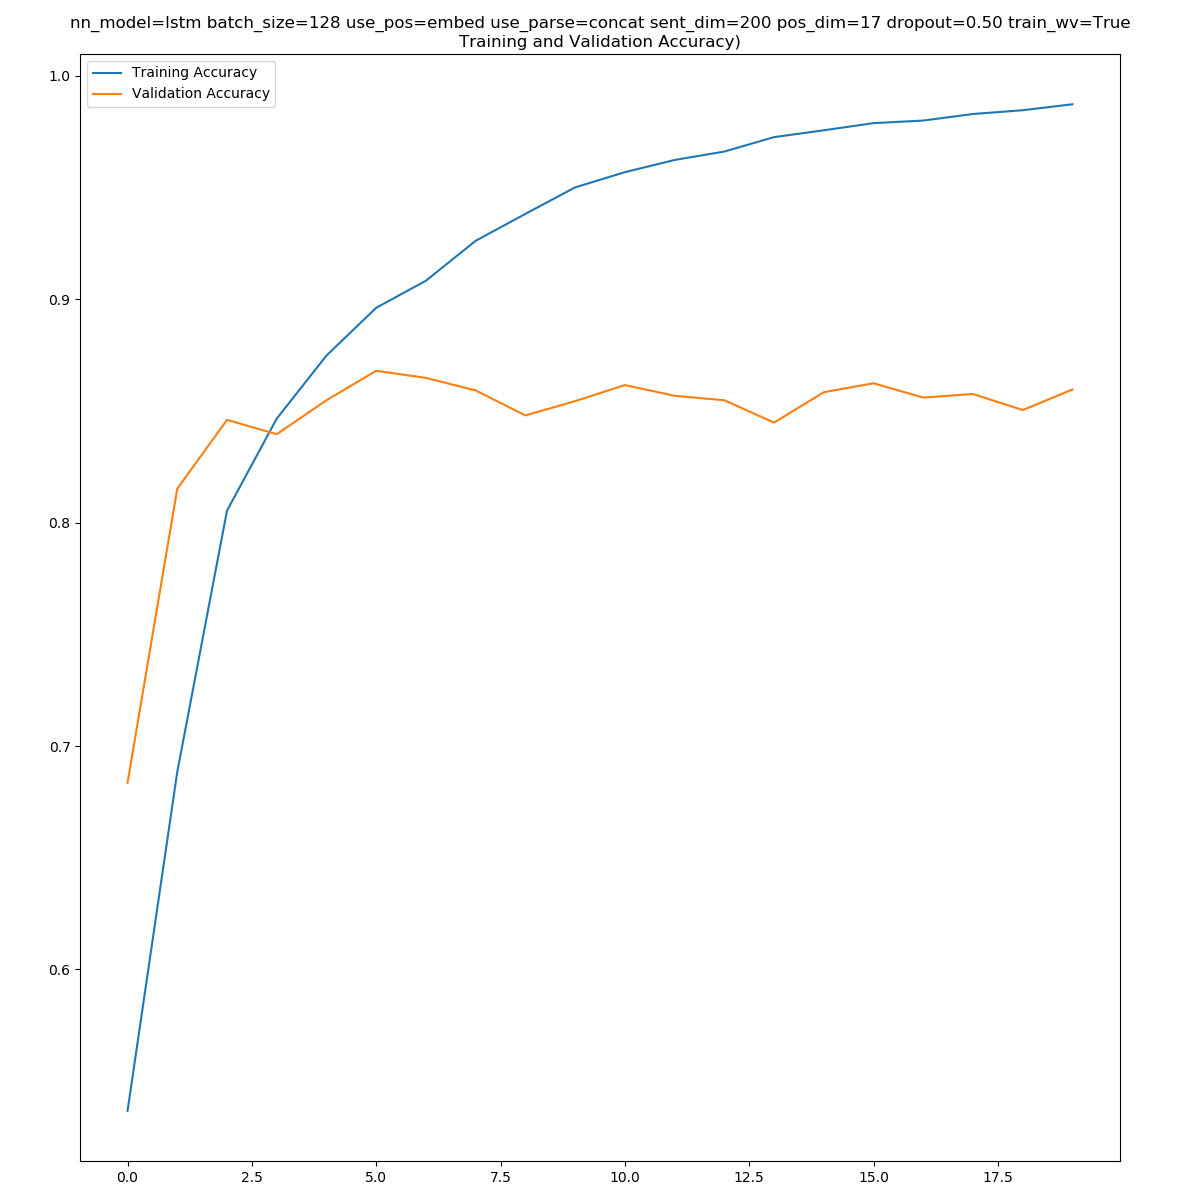 nn_model=lstm batch_size=128 use_pos=embed use_parse=concat sent_dim=200 pos_dim=17 dropout=0.50 train_wv=True
Training and Validation Accuracy)
Training Accuracy
Validation Accuracy
1.0
0.9
0.8
0.7
0.6
0.0 2.5 5.0 7.5 10.0 12.5 15.0 17.5